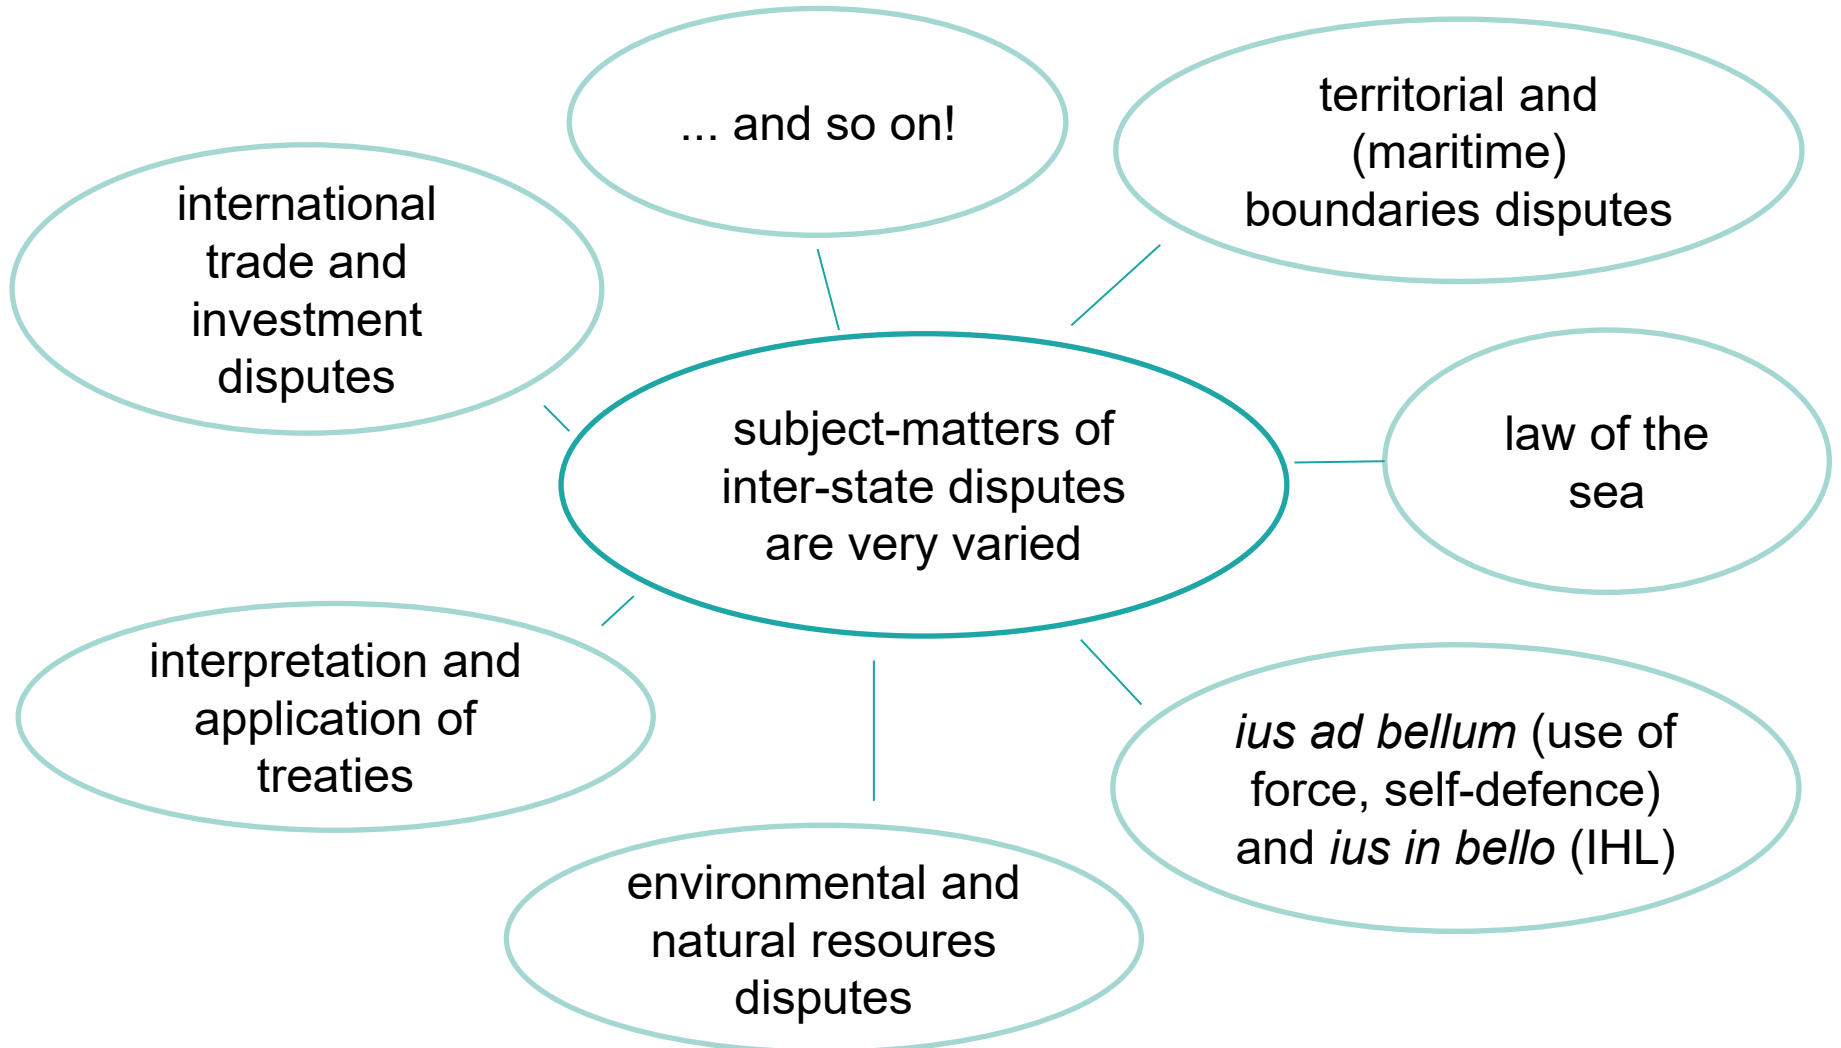 ... and so on!
territorial and
(maritime)
boundaries disputes
international
trade and
investment
disputes
subject-matters of
inter-state disputes
are very varied
law of the
sea
interpretation and
application of
treaties
ius ad bellum (use of
force, self-defence)
and ius in bello (IHL)
environmental and
natural resoures
disputes